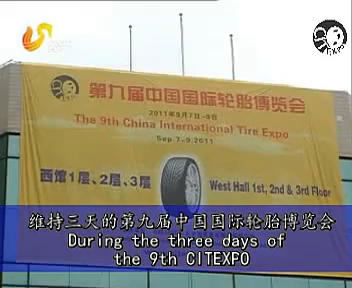 EXPO
第九届中国国际轮胎博览会
2011年9月7日-9日
The 9th China International Tire Expo
Sep.7-9,2011
西馆1层、2层、3层
West Hall 1st, 2nd & 3rd Floor
维持三天的第九届中国国际轮胎博览会
During the three days of
the 9th CITEXPO